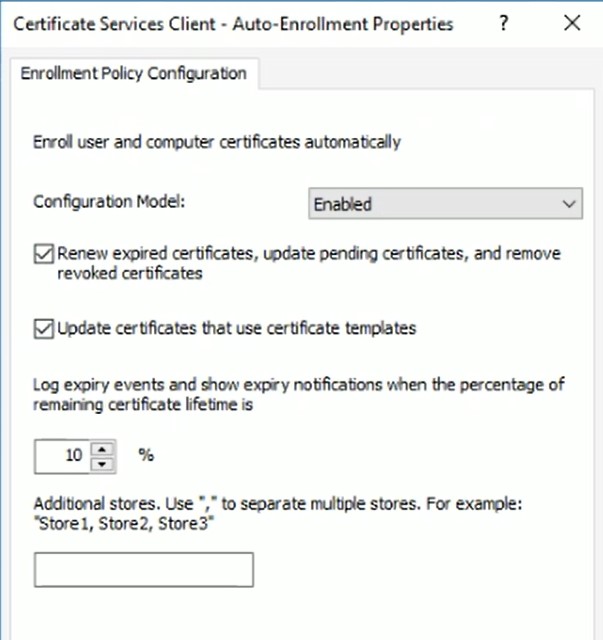 Certificate Services Client - Auto-Enrollment Properties ? ×
Enrollment Policy Configuration
Enroll user and computer certificates automatically
Configuration Model: Enabled
Renew expired certificates, update pending certificates, and remove
revoked certificates
Update certificates that use certificate templates
Log expiry events and show expiry notifications when the percentage of
remaining certificate lifetime is
10 %
Additional stores. Use "," to separate multiple stores. For example:
"Store1, Store2, Store3"